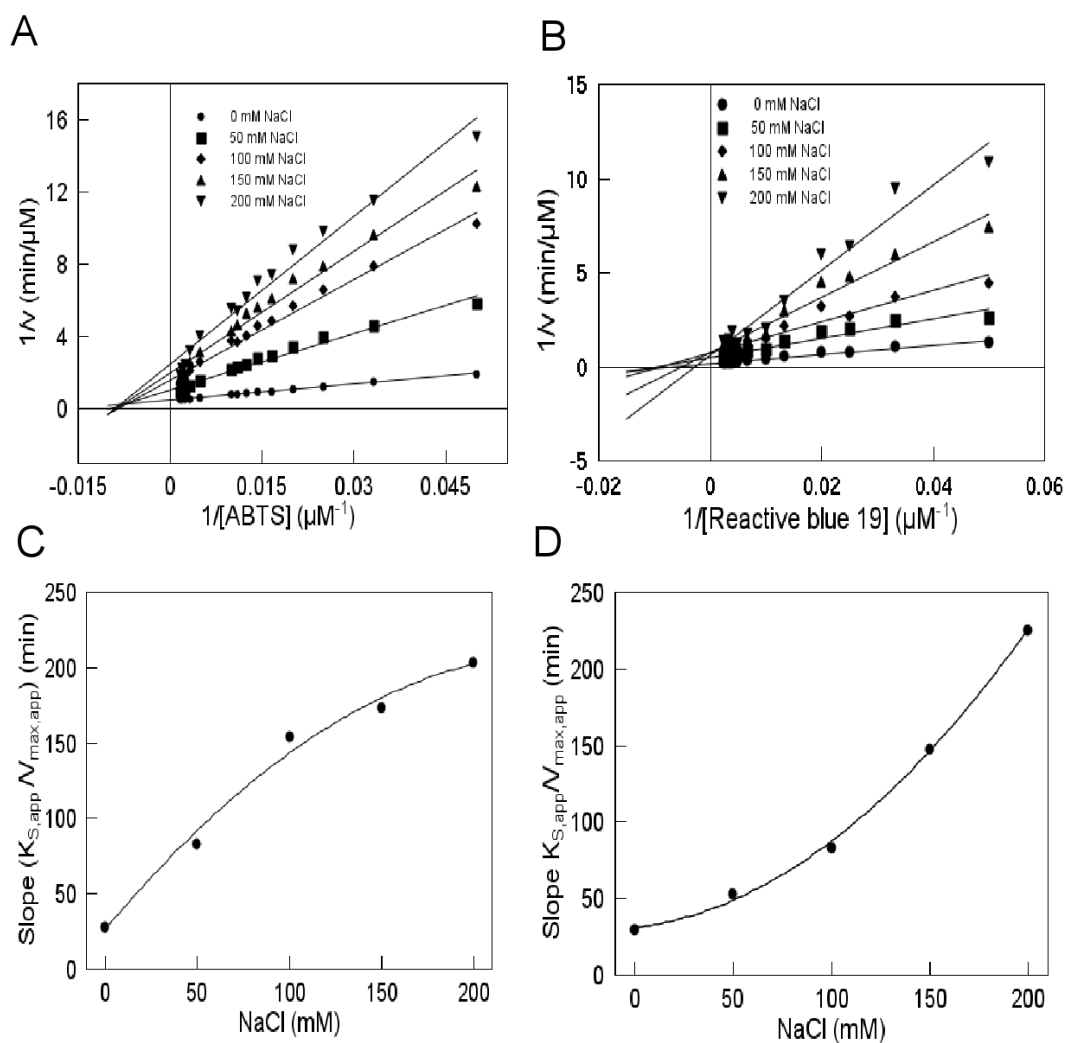 A
1/v (min/µM)
16
12
8
4
0
0 mM NaCl
50 mM NaCl
100 mM NaCl
150 mM NaCl
200 mM NaCl
-0.015 0 0.015 0.03 0.045
1/[ABTS] (µM-1)
B
1/v (min/µM)
15
10
5
0
-5
0 mM NaCl
50 mM NaCl
100 mM NaCl
150 mM NaCl
200 mM NaCl
-0.02 0 0.02 0.04 0.06
1/[Reactive blue 19] (µM-1)
C
Slope (KS,app /Vmax,app) (min)
250
200
150
100
50
0
0 50 100 150 200
NaCl (mM)
D
Slope KS,app/Vmax,app (min)
250
200
150
100
50
0
0 50 100 150 200
NaCl (mM)